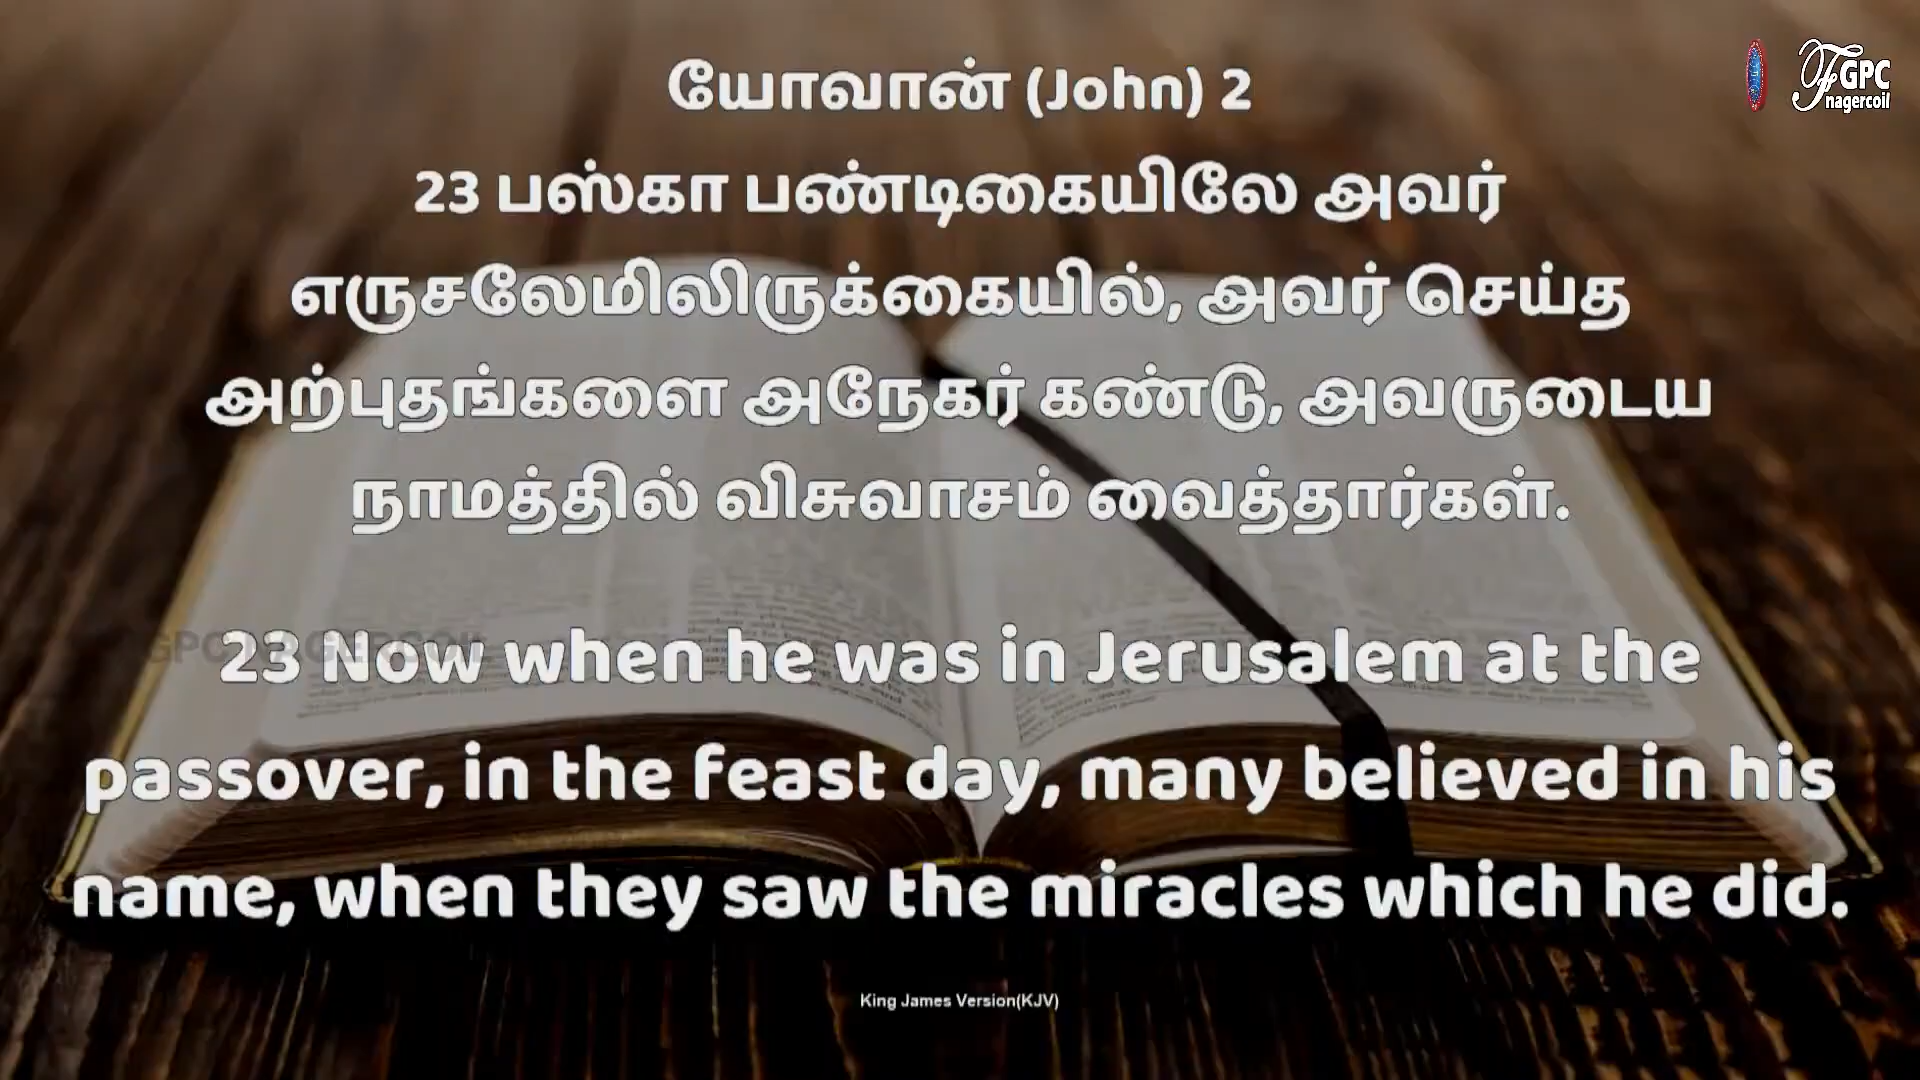 யோவான் (John) 2
FGPC
nagercoil
23 பஸ்கா பண்டிகையிலே அவர்
எருசலேமிலிருக்கையில், அவர் செய்த
அற்புதங்களை அநேகர் கண்டு, அவருடைய
நாமத்தில் விசுவாசம் வைத்தார்கள்.
23 Now when he was in Jerusalem at the
passover, in the feast day, many believed in his
name, when they saw the miracles which he did.
King James Version(KJV)